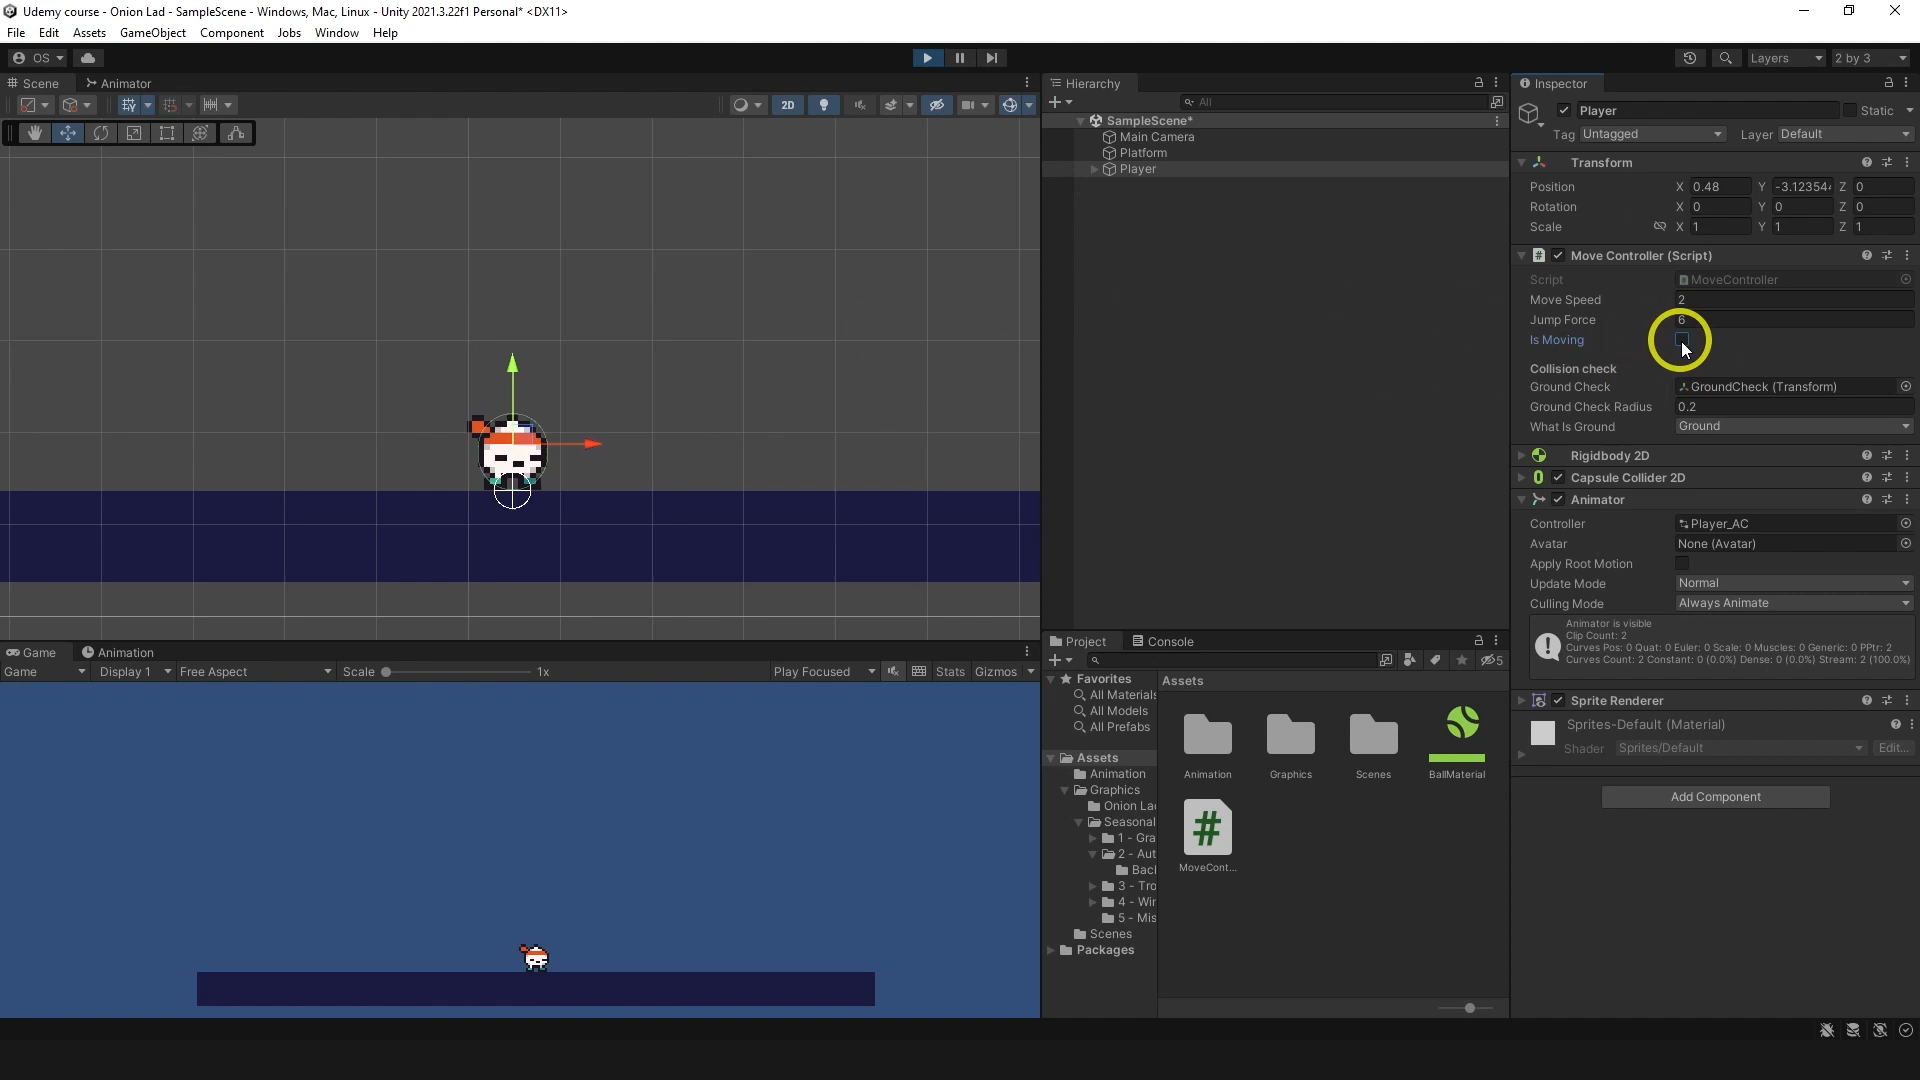 Udemy course - Onion Lad - SampleScene - Windows, Mac, Linux - Unity 2021.3.22f1 Personal* <DX11>
File Edit Assets GameObject Component Jobs Window Help
OS Layers 2 by 3
Scene Animator
2D
Hierarchy
All
SampleScene*
Main Camera
Platform
Player
Inspector
Player Static
Tag Untagged Layer Default
Transform
Position X 0.48 Y -3.12354 Z 0
Rotation X 0 Y 0 Z 0
Scale X 1 Y 1 Z 1
# Move Controller (Script)
Script MoveController
Move Speed 2
Jump Force 6
Is Moving
Collision check
Ground Check GroundCheck (Transform)
Ground Check Radius 0.2
What Is Ground Ground
Rigidbody 2D
Capsule Collider 2D
Animator
Controller Player_AC
Avatar None (Avatar)
Apply Root Motion
Update Mode Normal
Culling Mode Always Animate
Animator is visible
Clip Count: 2
Curves Pos: 0 Quat: 0 Euler: 0 Scale: 0 Muscles: 0 Generic: 0 PPtr: 2
Curves Count: 2 Constant: 0 (0.0%) Dense: 0 (0.0%) Stream: 2 (100.0%)
Sprite Renderer
Sprites-Default (Material)
Shader Sprites/Default Edit...
Add Component
Game Animation
Game Display 1 Free Aspect Scale 1x Play Focused Stats Gizmos
Project Console
5
Favorites
All Materials
All Models
All Prefabs
Assets
Animation
Graphics
Onion La
Seasonal
1 - Gra
2 - Aut
Bac
3 - Tro
4 - Wir
5 - Mis
Scenes
Packages
Assets
Animation Graphics Scenes BallMaterial
#
MoveCont...